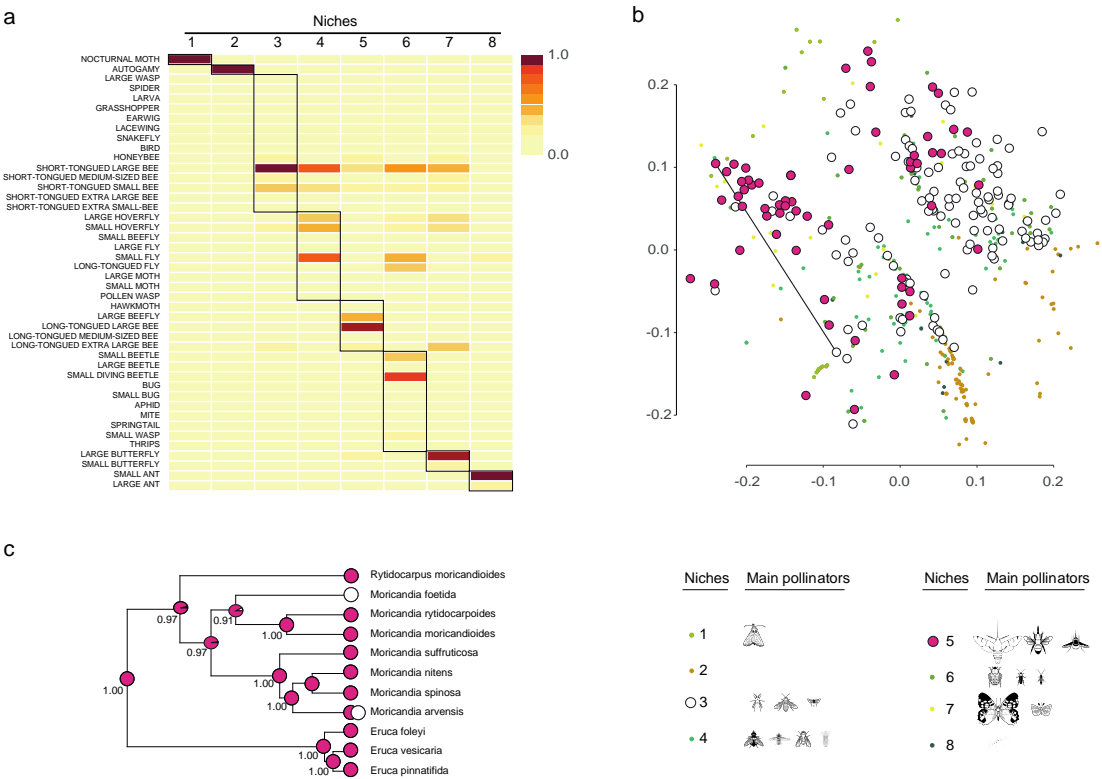 a
Niches
1 2 3 4 5 6 7 8
NOCTURNAL MOTH
AUTOGAMY
LARGE WASP
SPIDER
LARVA
GRASSHOPPER
EARWIG
LACEWING
SNAKEFLY
BIRD
HONEYBEE
SHORT-TONGUED LARGE BEE
SHORT-TONGUED MEDIUM-SIZED BEE
SHORT-TONGUED SMALL BEE
SHORT-TONGUED EXTRA LARGE BEE
SHORT-TONGUED EXTRA SMALL-BEE
LARGE HOVERFLY
SMALL HOVERFLY
SMALL BEEFLY
LARGE FLY
SMALL FLY
LONG-TONGUED FLY
LARGE MOTH
SMALL MOTH
POLLEN WASP
HAWKMOTH
LARGE BEEFLY
LONG-TONGUED LARGE BEE
LONG-TONGUED MEDIUM-SIZED BEE
LONG-TONGUED EXTRA LARGE BEE
SMALL BEETLE
LARGE BEETLE
SMALL DIVING BEETLE
BUG
SMALL BUG
APHID
MITE
SPRINGTAIL
SMALL WASP
THRIPS
LARGE BUTTERFLY
SMALL BUTTERFLY
SMALL ANT
LARGE ANT
1.0
0.0
b
0.2
0.1
0.0
-0.1
-0.2
-0.2 -0.1 0.0 0.1 0.2
c
Rytidocarpus moricandioides
Moricandia foetida
0.97
0.91
Moricandia rytidocarpoides
1.00
Moricandia moricandioides
0.97
Moricandia suffruticosa
Moricandia nitens
1.00
1.00
Moricandia spinosa
1.00
Moricandia arvensis
Eruca foleyi
1.00
Eruca vesicaria
1.00
Eruca pinnatifida
Niches Main pollinators
1
2
3
4
Niches Main pollinators
5
6
7
8